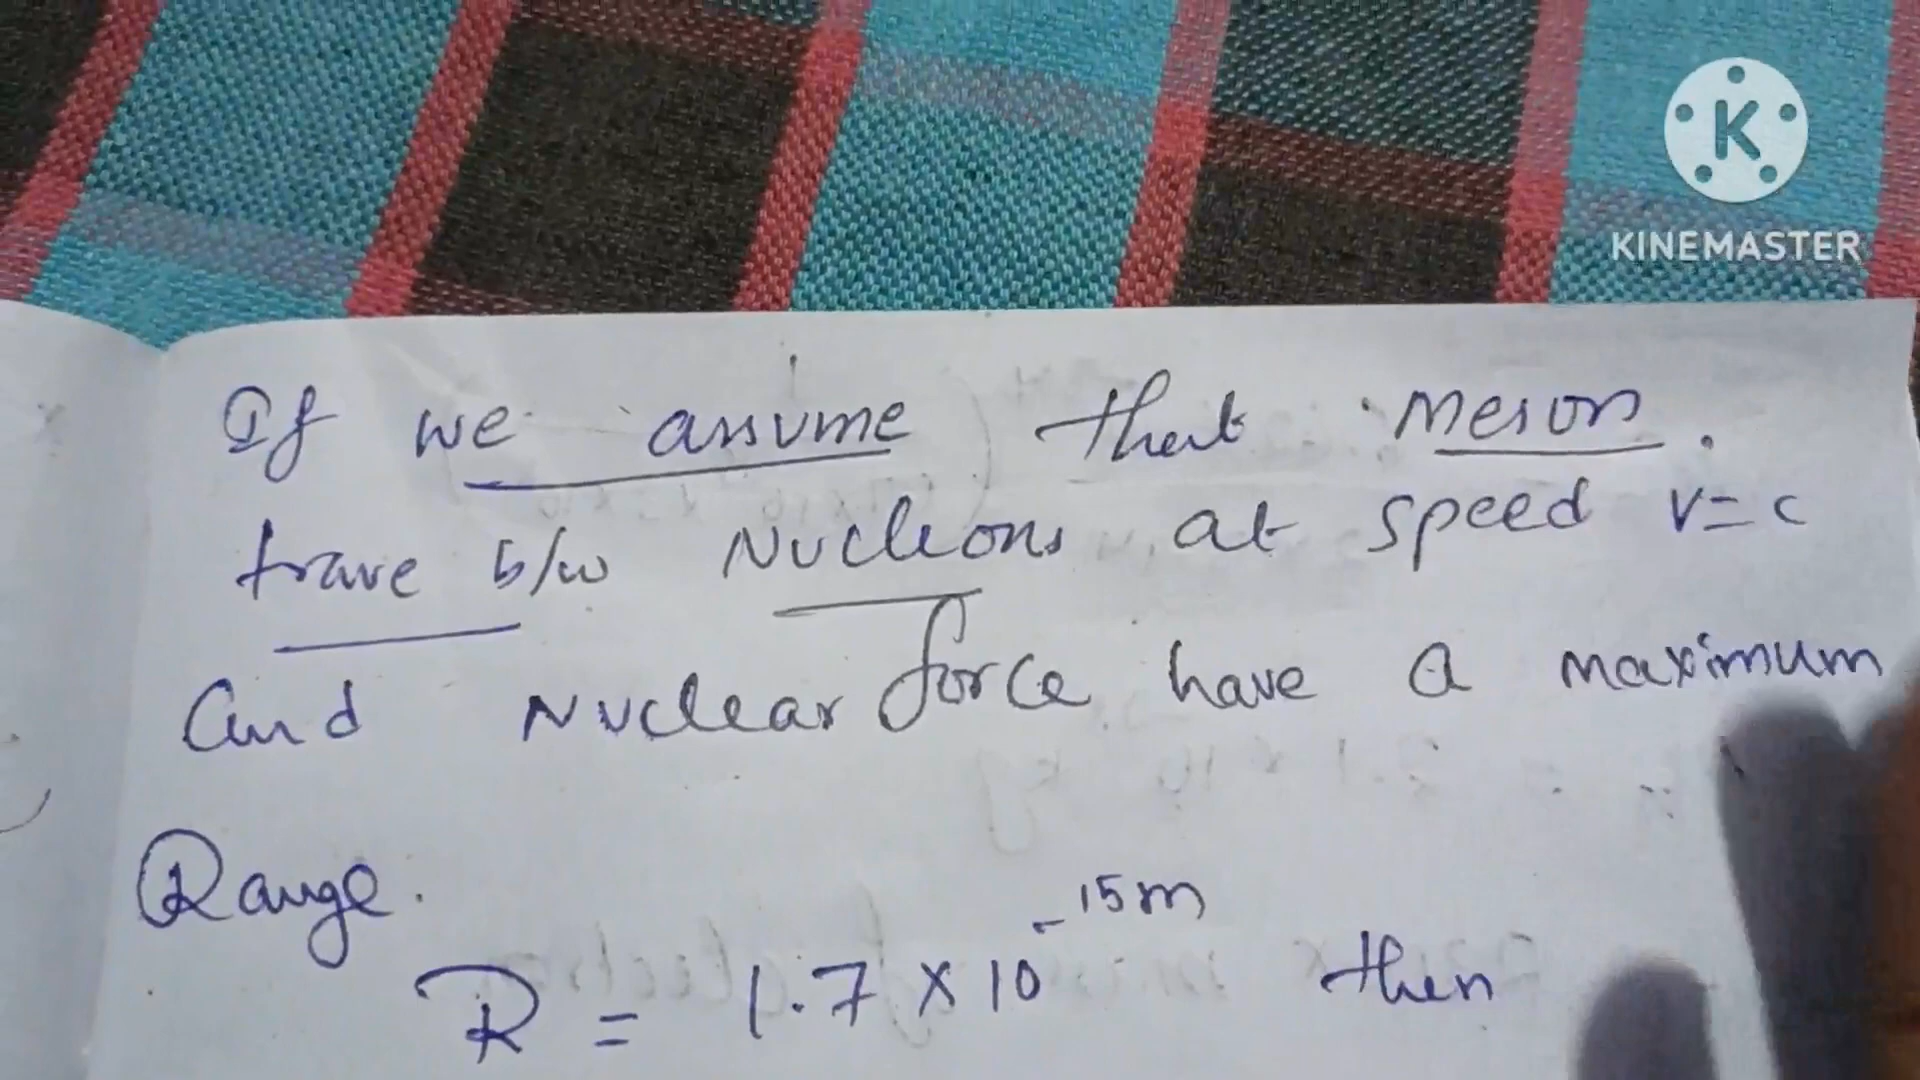 KINEMASTER
If we assume that meson.
trave b/w Nucleons at speed v=c
and Nuclear force have a maximum
Range.
R = 1.7 × 10⁻¹⁵m then